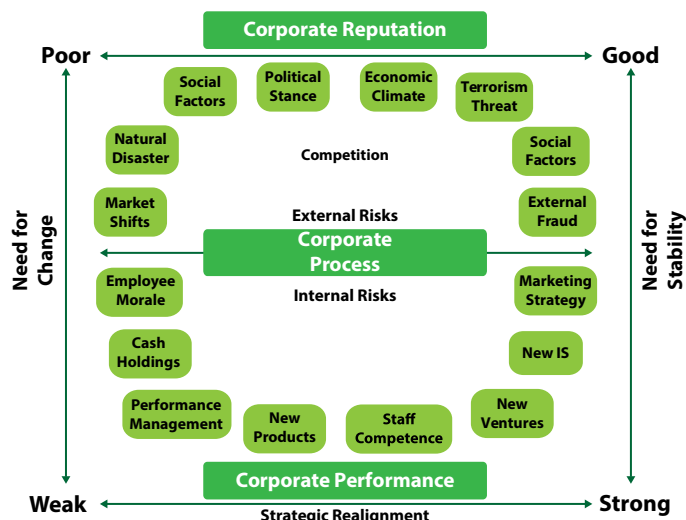 Corporate Reputation
Poor
Good
Social
Factors
Political
Stance
Economic
Climate
Terrorism
Threat
Natural
Disaster
Competition
Social
Factors
Market
Shifts
External Risks
External
Fraud
Need for
Change
Corporate
Process
Need for
Stability
Employee
Morale
Internal Risks
Marketing
Strategy
Cash
Holdings
New IS
Performance
Management
New
Products
Staff
Competence
New
Ventures
Corporate Performance
Weak
Strong
Strategic Realignment